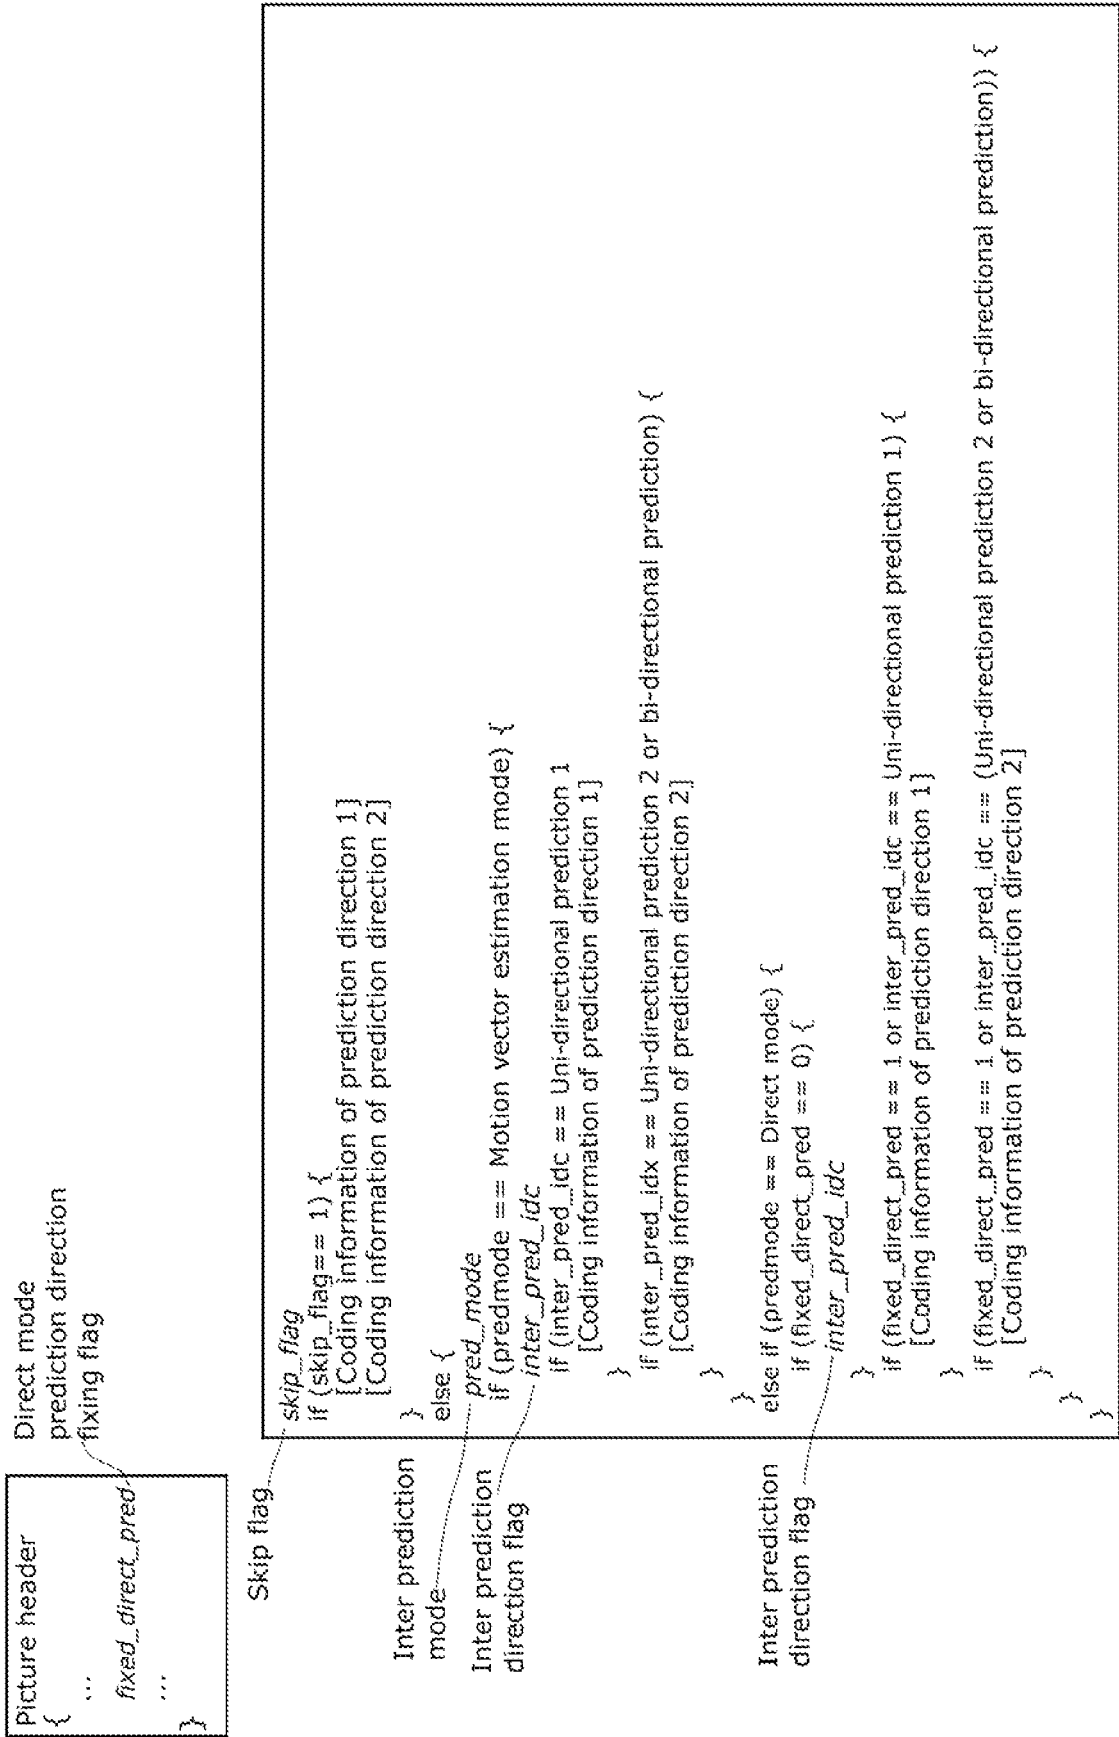 Picture header
{
...
fixed_direct_pred
...
}
Direct mode
prediction direction
fixing flag
Skip flag
skip_flag
if (skip_flag== 1) {
[Coding information of prediction direction 1]
[Coding information of prediction direction 2]
}
else {
Inter prediction
mode
pred_mode
if (predmode == Motion vector estimation mode) {
Inter prediction
direction flag
inter_pred_idc
if (inter_pred_idc == Uni-directional prediction 1
[Coding information of prediction direction 1]
}
if (inter_pred_idx == Uni-directional prediction 2 or bi-directional prediction) {
[Coding information of prediction direction 2]
}
}
else if (predmode == Direct mode) {
if (fixed_direct_pred == 0) {
Inter prediction
direction flag
inter_pred_idc
}
if (fixed_direct_pred == 1 or inter_pred_idc == Uni-directional prediction 1) {
[Coding information of prediction direction 1]
}
if (fixed_direct_pred == 1 or inter_pred_idc == (Uni-directional prediction 2 or bi-directional prediction)) {
[Coding information of prediction direction 2]
}
}
}